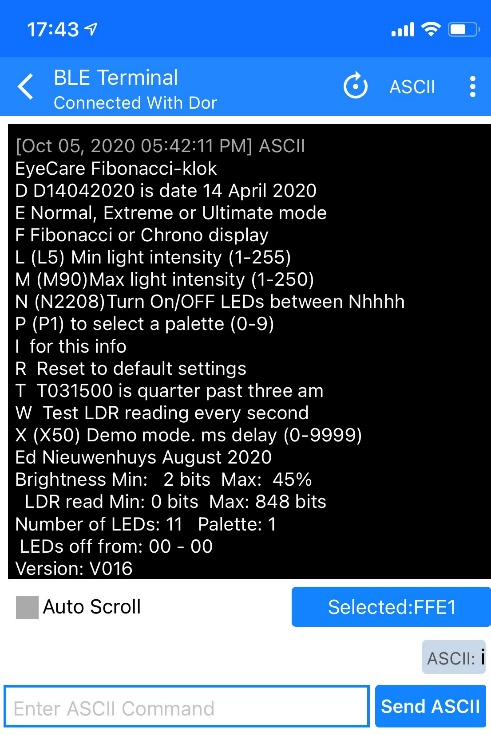 17:43
BLE Terminal
Connected With Dor
ASCII
[Oct 05, 2020 05:42:11 PM] ASCII
EyeCare Fibonacci-klok
D D14042020 is date 14 April 2020
E Normal, Extreme or Ultimate mode
F Fibonacci or Chrono display
L (L5) Min light intensity (1-255)
M (M90)Max light intensity (1-250)
N (N2208)Turn On/OFF LEDs between Nhhhh
P (P1) to select a palette (0-9)
I  for this info
R  Reset to default settings
T  T031500 is quarter past three am
W  Test LDR reading every second
X (X50) Demo mode. ms delay (0-9999)
Ed Nieuwenhuys August 2020
Brightness Min:   2 bits  Max:  45%
LDR read Min: 0 bits  Max: 848 bits
Number of LEDs: 11   Palette: 1
LEDs off from: 00 - 00
Version: V016
Auto Scroll
Selected:FFE1
ASCII: i
Enter ASCII Command
Send ASCII